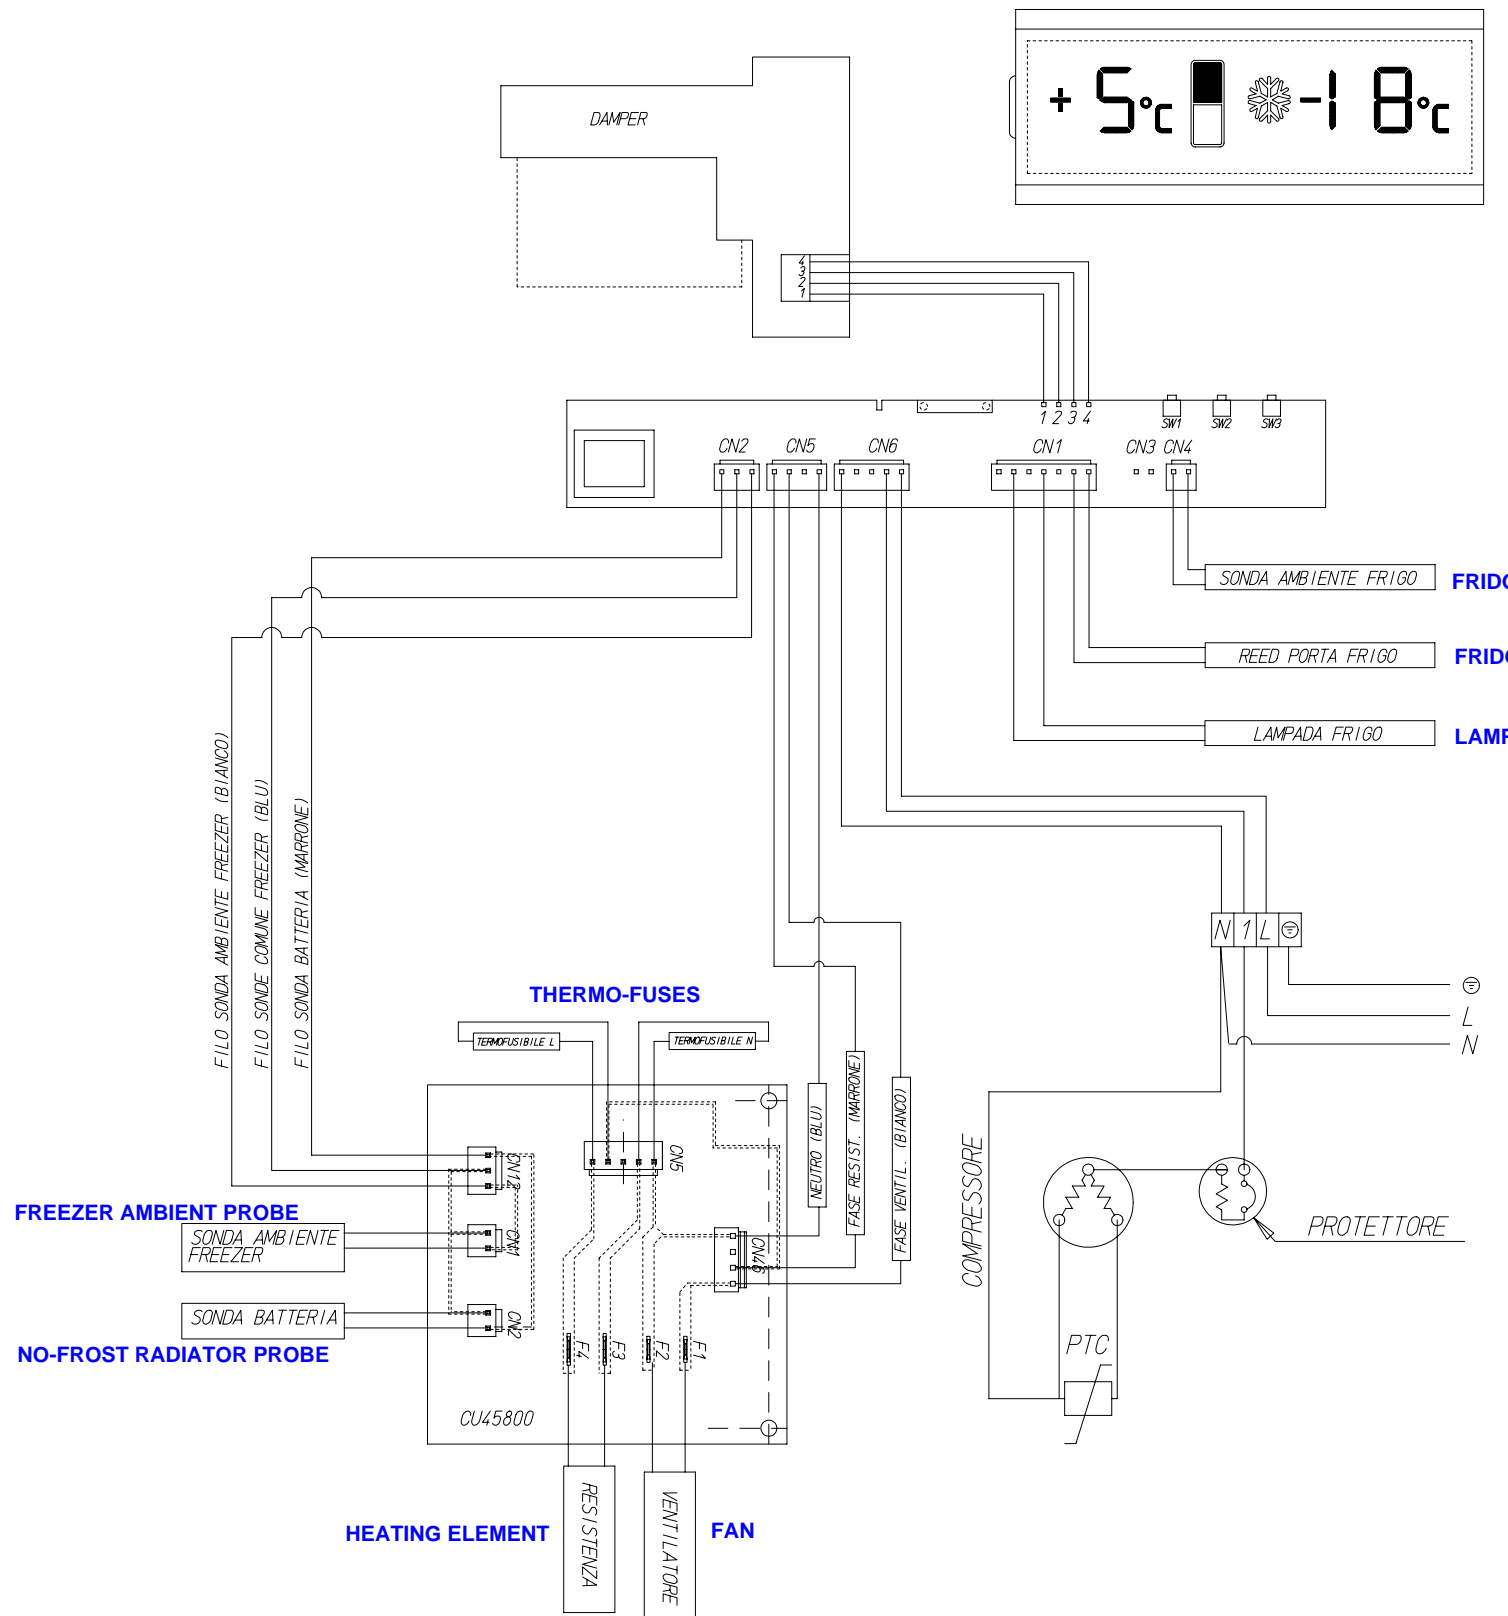 + 5°C -18°C
DAMPER
4
3
2
1
1 2 3 4
SW1 SW2 SW3
CN2 CN5 CN6 CN1 CN3 CN4
SONDA AMBIENTE FRIGO
REED PORTA FRIGO
LAMPADA FRIGO
FILO SONDA AMBIENTE FREEZER (BIANCO)
FILO SONDE COMUNE FREEZER (BLU)
FILO SONDA BATTERIA (MARRONE)
N 1 L
L
N
THERMO-FUSES
TERMOFUSIBILE L
TERMOFUSIBILE N
NEUTRO (BLU)
FASE RESIST. (MARRONE)
FASE VENTIL. (BIANCO)
CN5
CN12
CN1
CN2
CN46
FREEZER AMBIENT PROBE
SONDA AMBIENTE
FREEZER
SONDA BATTERIA
NO-FROST RADIATOR PROBE
F4
F3
F2
F1
CU45800
COMPRESSORE
PROTETTORE
PTC
RESISTENZA
VENTILATORE
HEATING ELEMENT
FAN